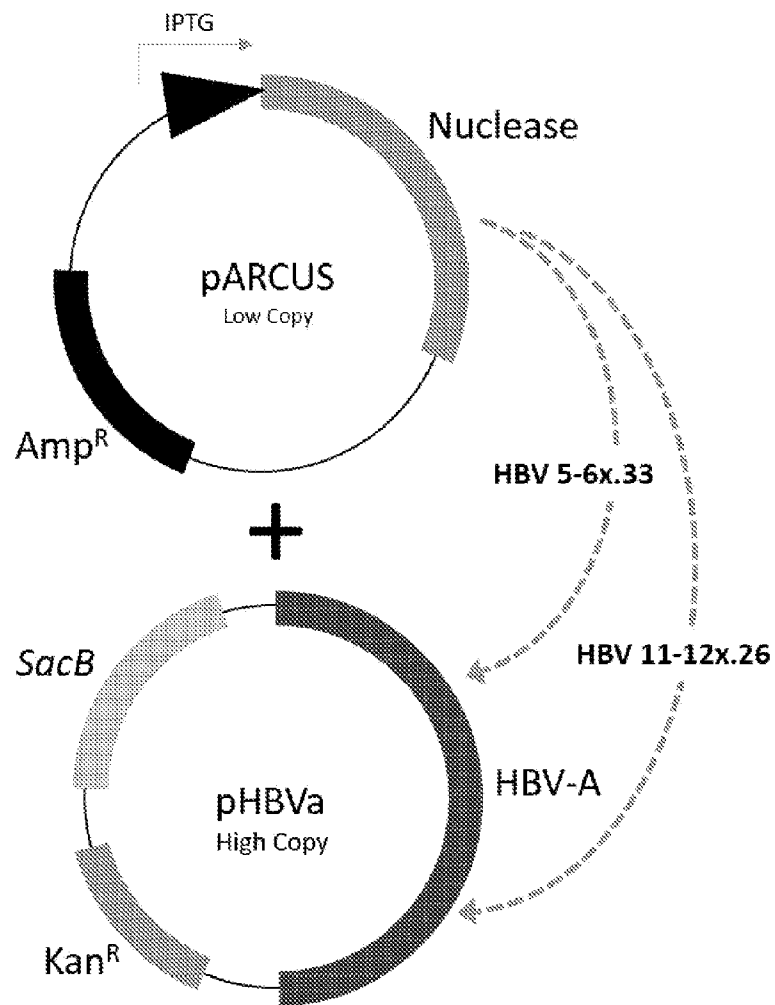 IPTG
Nuclease
pARCUS
Low Copy
Amp^R
HBV 5-6x.33
+
SacB
HBV 11-12x.26
HBV-A
pHBVa
High Copy
Kan^R